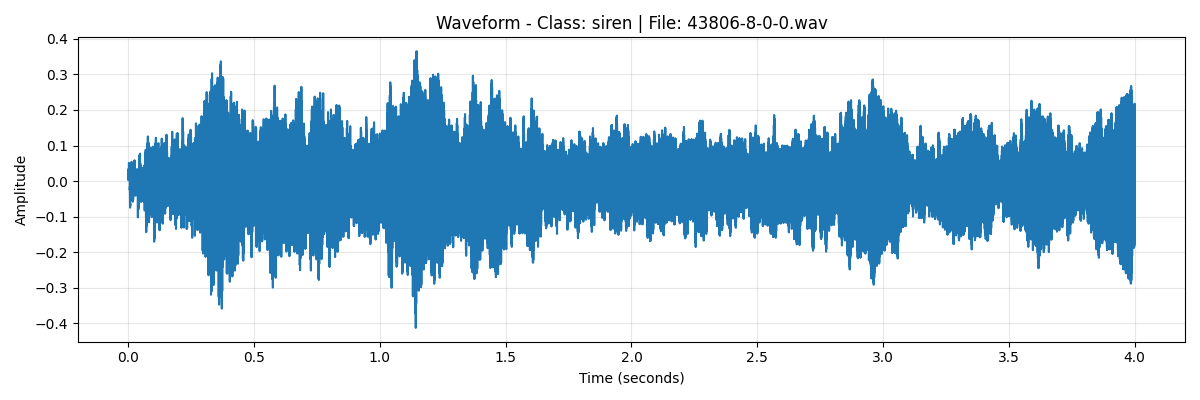 Waveform - Class: siren | File: 43806-8-0-0.wav
0.4
0.3
0.2
0.1
0.0
−0.1
−0.2
−0.3
−0.4
Amplitude
0.0 0.5 1.0 1.5 2.0 2.5 3.0 3.5 4.0
Time (seconds)